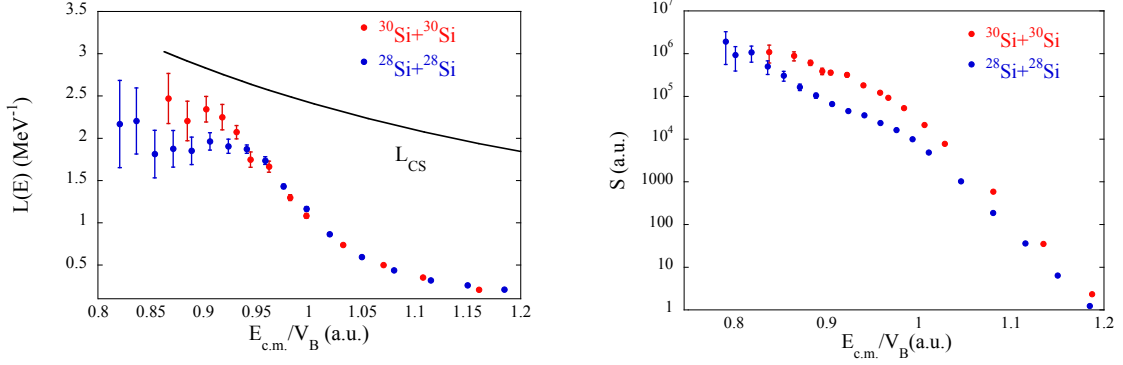 L(E) (MeV⁻¹)
3.5
3
2.5
2
1.5
1
0.5
³⁰Si+³⁰Si
²⁸Si+²⁸Si
L_CS
0.8 0.85 0.9 0.95 1 1.05 1.1 1.15 1.2
E_c.m./V_B (a.u.)
S (a.u.)
10⁷
10⁶
10⁵
10⁴
1000
100
10
1
³⁰Si+³⁰Si
²⁸Si+²⁸Si
0.8 0.9 1 1.1 1.2
E_c.m./V_B(a.u.)